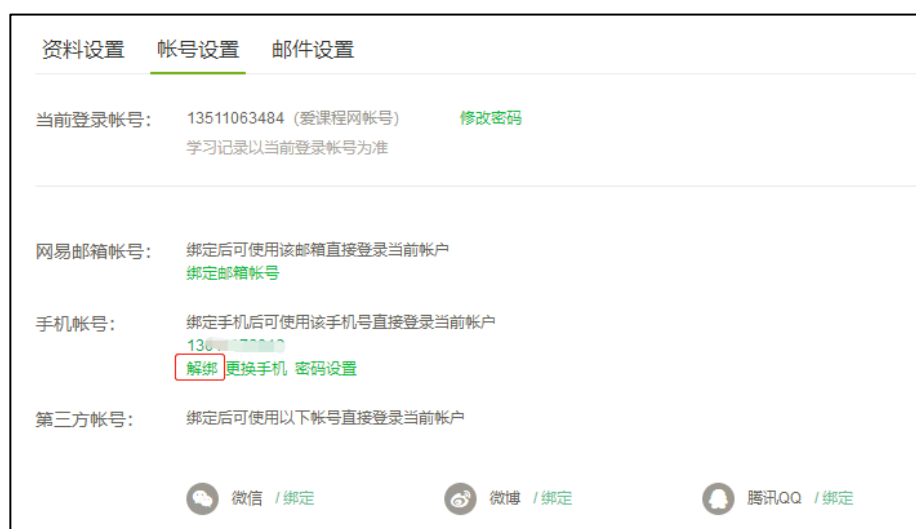 资料设置 帐号设置 邮件设置
当前登录帐号： 13511063484 (爱课程网帐号) 修改密码
学习记录以当前登录帐号为准
网易邮箱帐号： 绑定后可使用该邮箱直接登录当前帐户
绑定邮箱帐号
手机帐号： 绑定手机后可使用该手机号直接登录当前帐户
解绑 更换手机 密码设置
第三方帐号： 绑定后可使用以下帐号直接登录当前帐户
微信 / 绑定 微博 / 绑定 腾讯QQ / 绑定